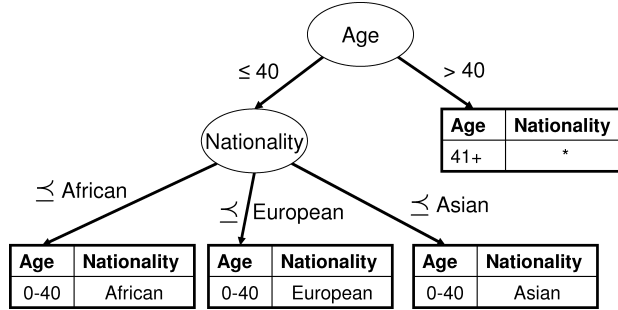 Age
≤ 40
> 40
Age Nationality
41+ *
Nationality
⪯ African
⪯ European
⪯ Asian
Age Nationality
0-40 African
Age Nationality
0-40 European
Age Nationality
0-40 Asian